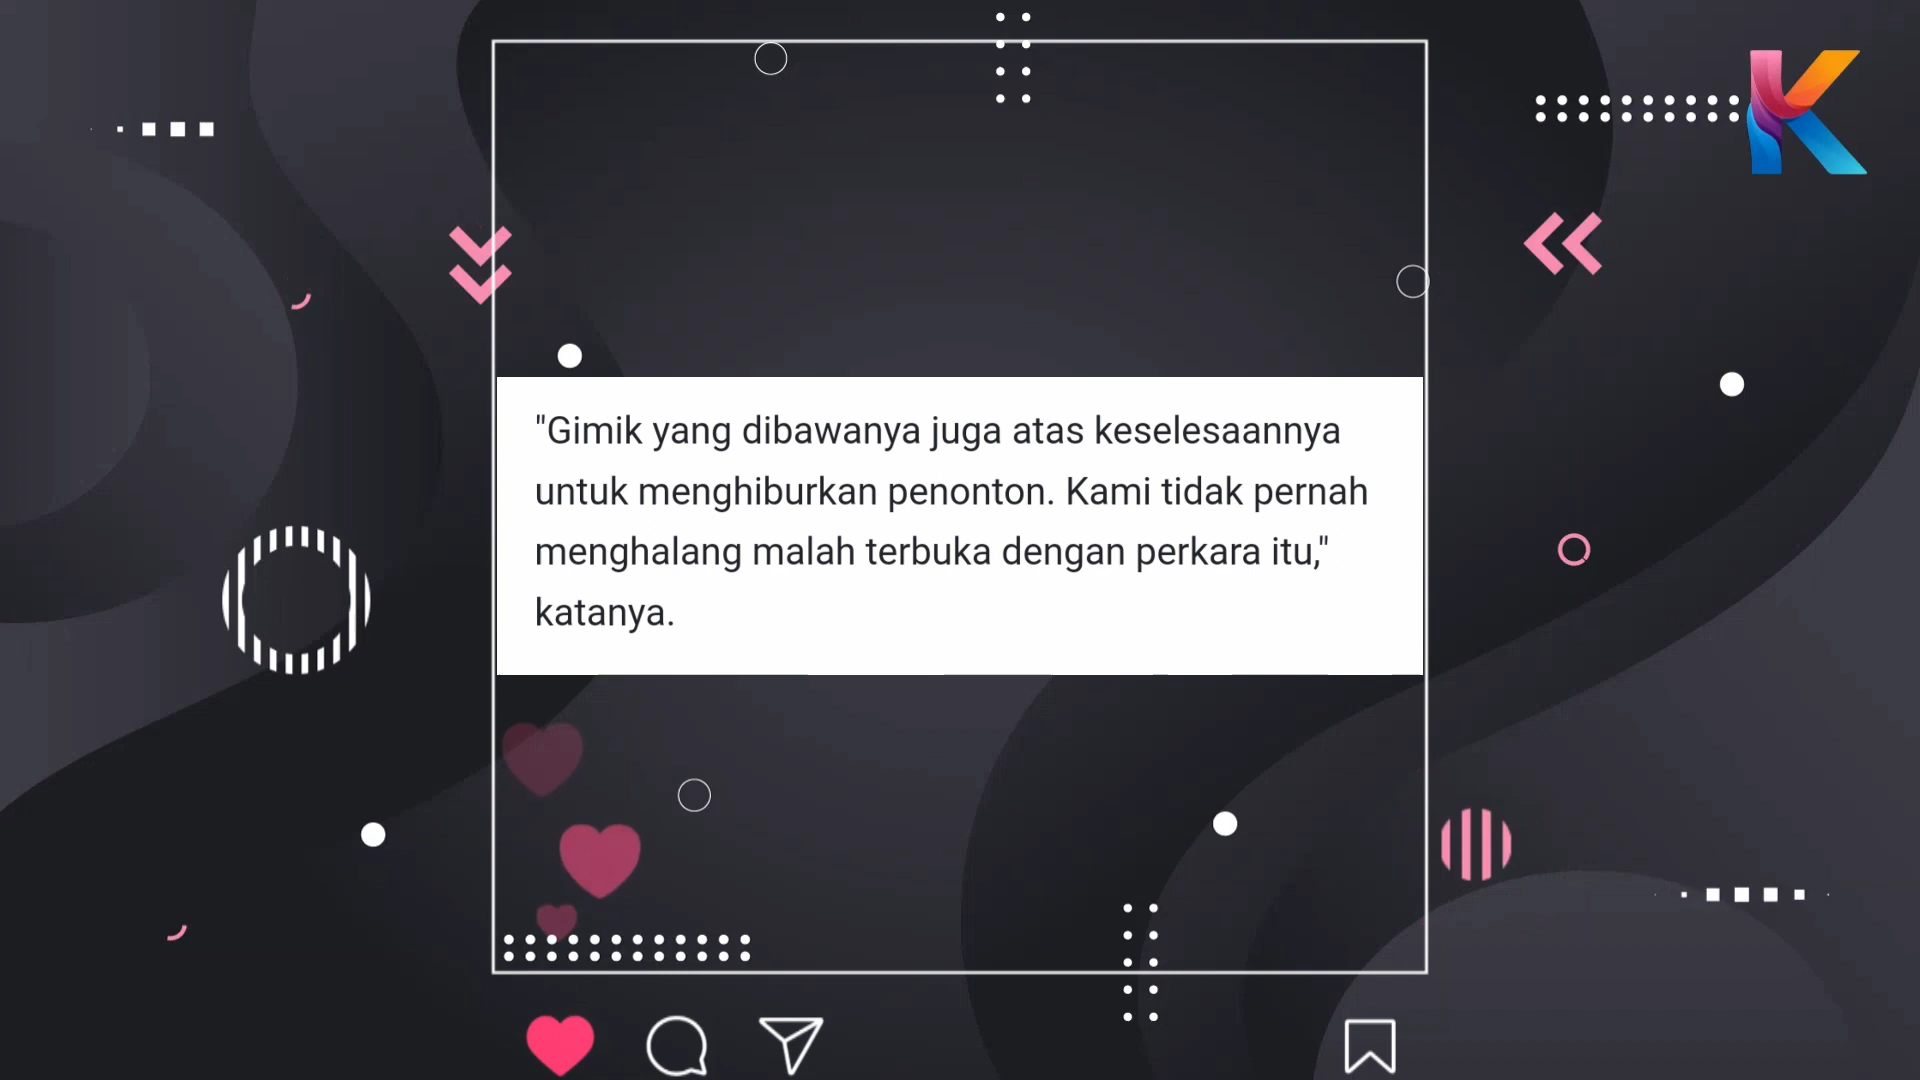 "Gimik yang dibawanya juga atas keselesaannya
untuk menghiburkan penonton. Kami tidak pernah
menghalang malah terbuka dengan perkara itu,"
katanya.